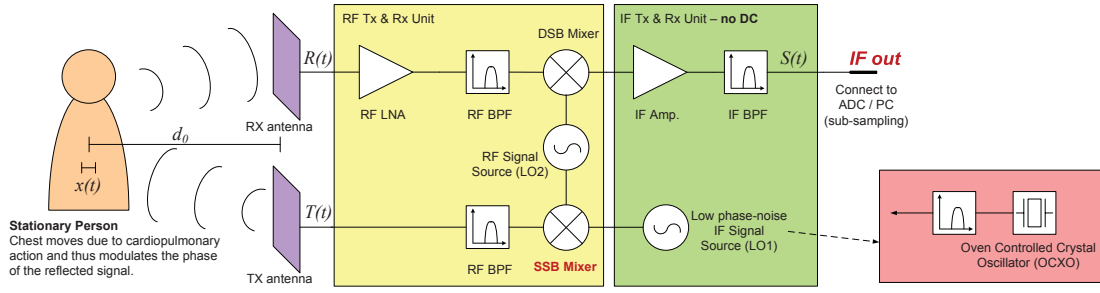 RF Tx & Rx Unit
IF Tx & Rx Unit – no DC
DSB Mixer
R(t)
S(t)
IF out
RF LNA
RF BPF
IF Amp.
IF BPF
Connect to
ADC / PC
(sub-sampling)
RX antenna
d0
RF Signal
Source (LO2)
x(t)
T(t)
Stationary Person
Chest moves due to cardiopulmonary
action and thus modulates the phase
of the reflected signal.
Low phase-noise
IF Signal
Source (LO1)
Oven Controlled Crystal
Oscillator (OCXO)
RF BPF
SSB Mixer
TX antenna